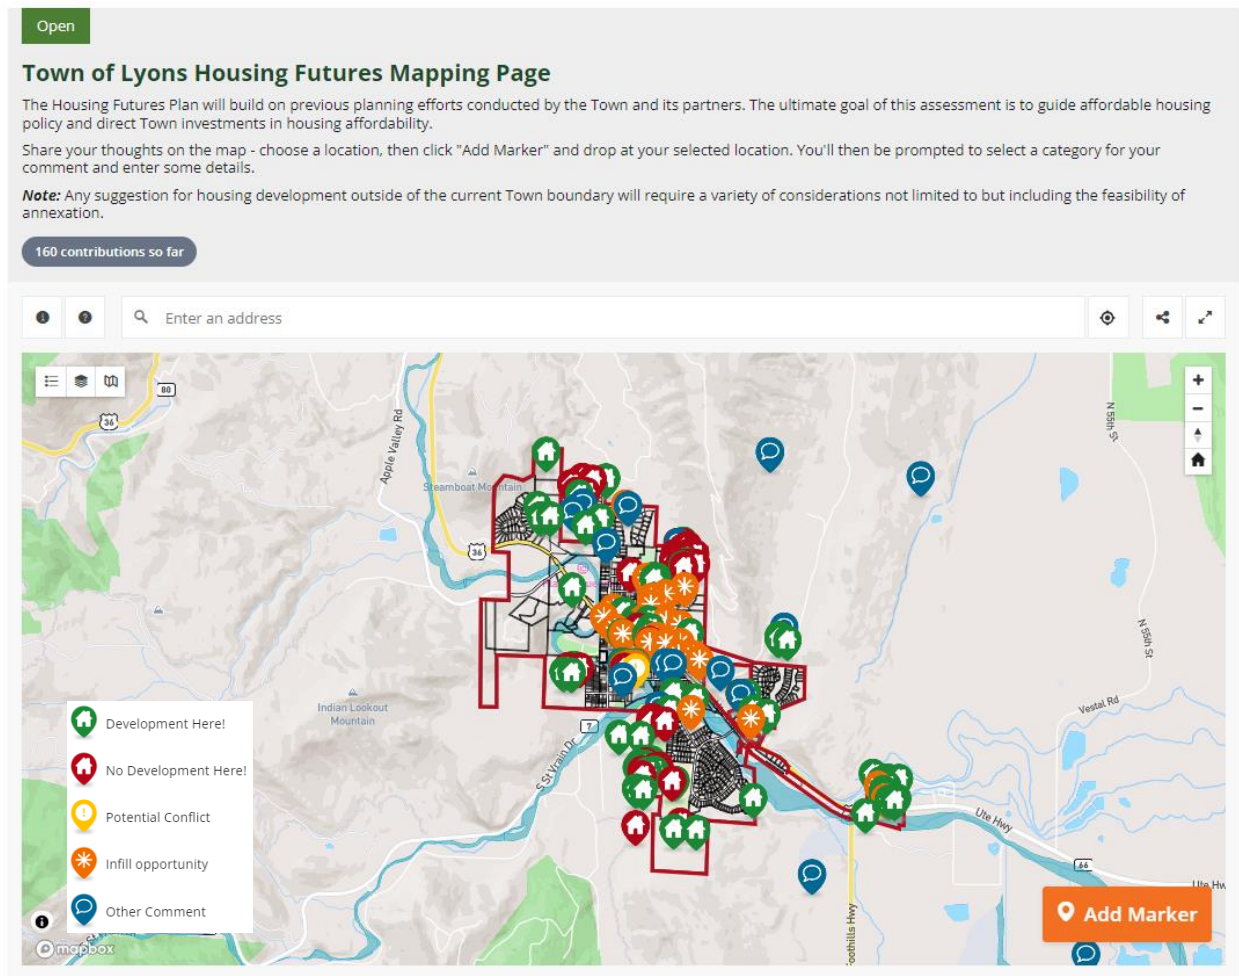 Open
Town of Lyons Housing Futures Mapping Page
The Housing Futures Plan will build on previous planning efforts conducted by the Town and its partners. The ultimate goal of this assessment is to guide affordable housing
policy and direct Town investments in housing affordability.
Share your thoughts on the map - choose a location, then click "Add Marker" and drop at your selected location. You'll then be prompted to select a category for your
comment and enter some details.
Note: Any suggestion for housing development outside of the current Town boundary will require a variety of considerations not limited to but including the feasibility of
annexation.
160 contributions so far
Enter an address
80
36
Apple Valley Rd
N 55th St
Steamboat Mountain
36
N 55th St
Indian Lookout
Mountain
Vestal Rd
7
S St Vrain Dr
Development Here!
No Development Here!
Potential Conflict
Infill opportunity
Other Comment
Ute Hwy
66
Ute Hw
Foothills Hwy
Add Marker
mapbox